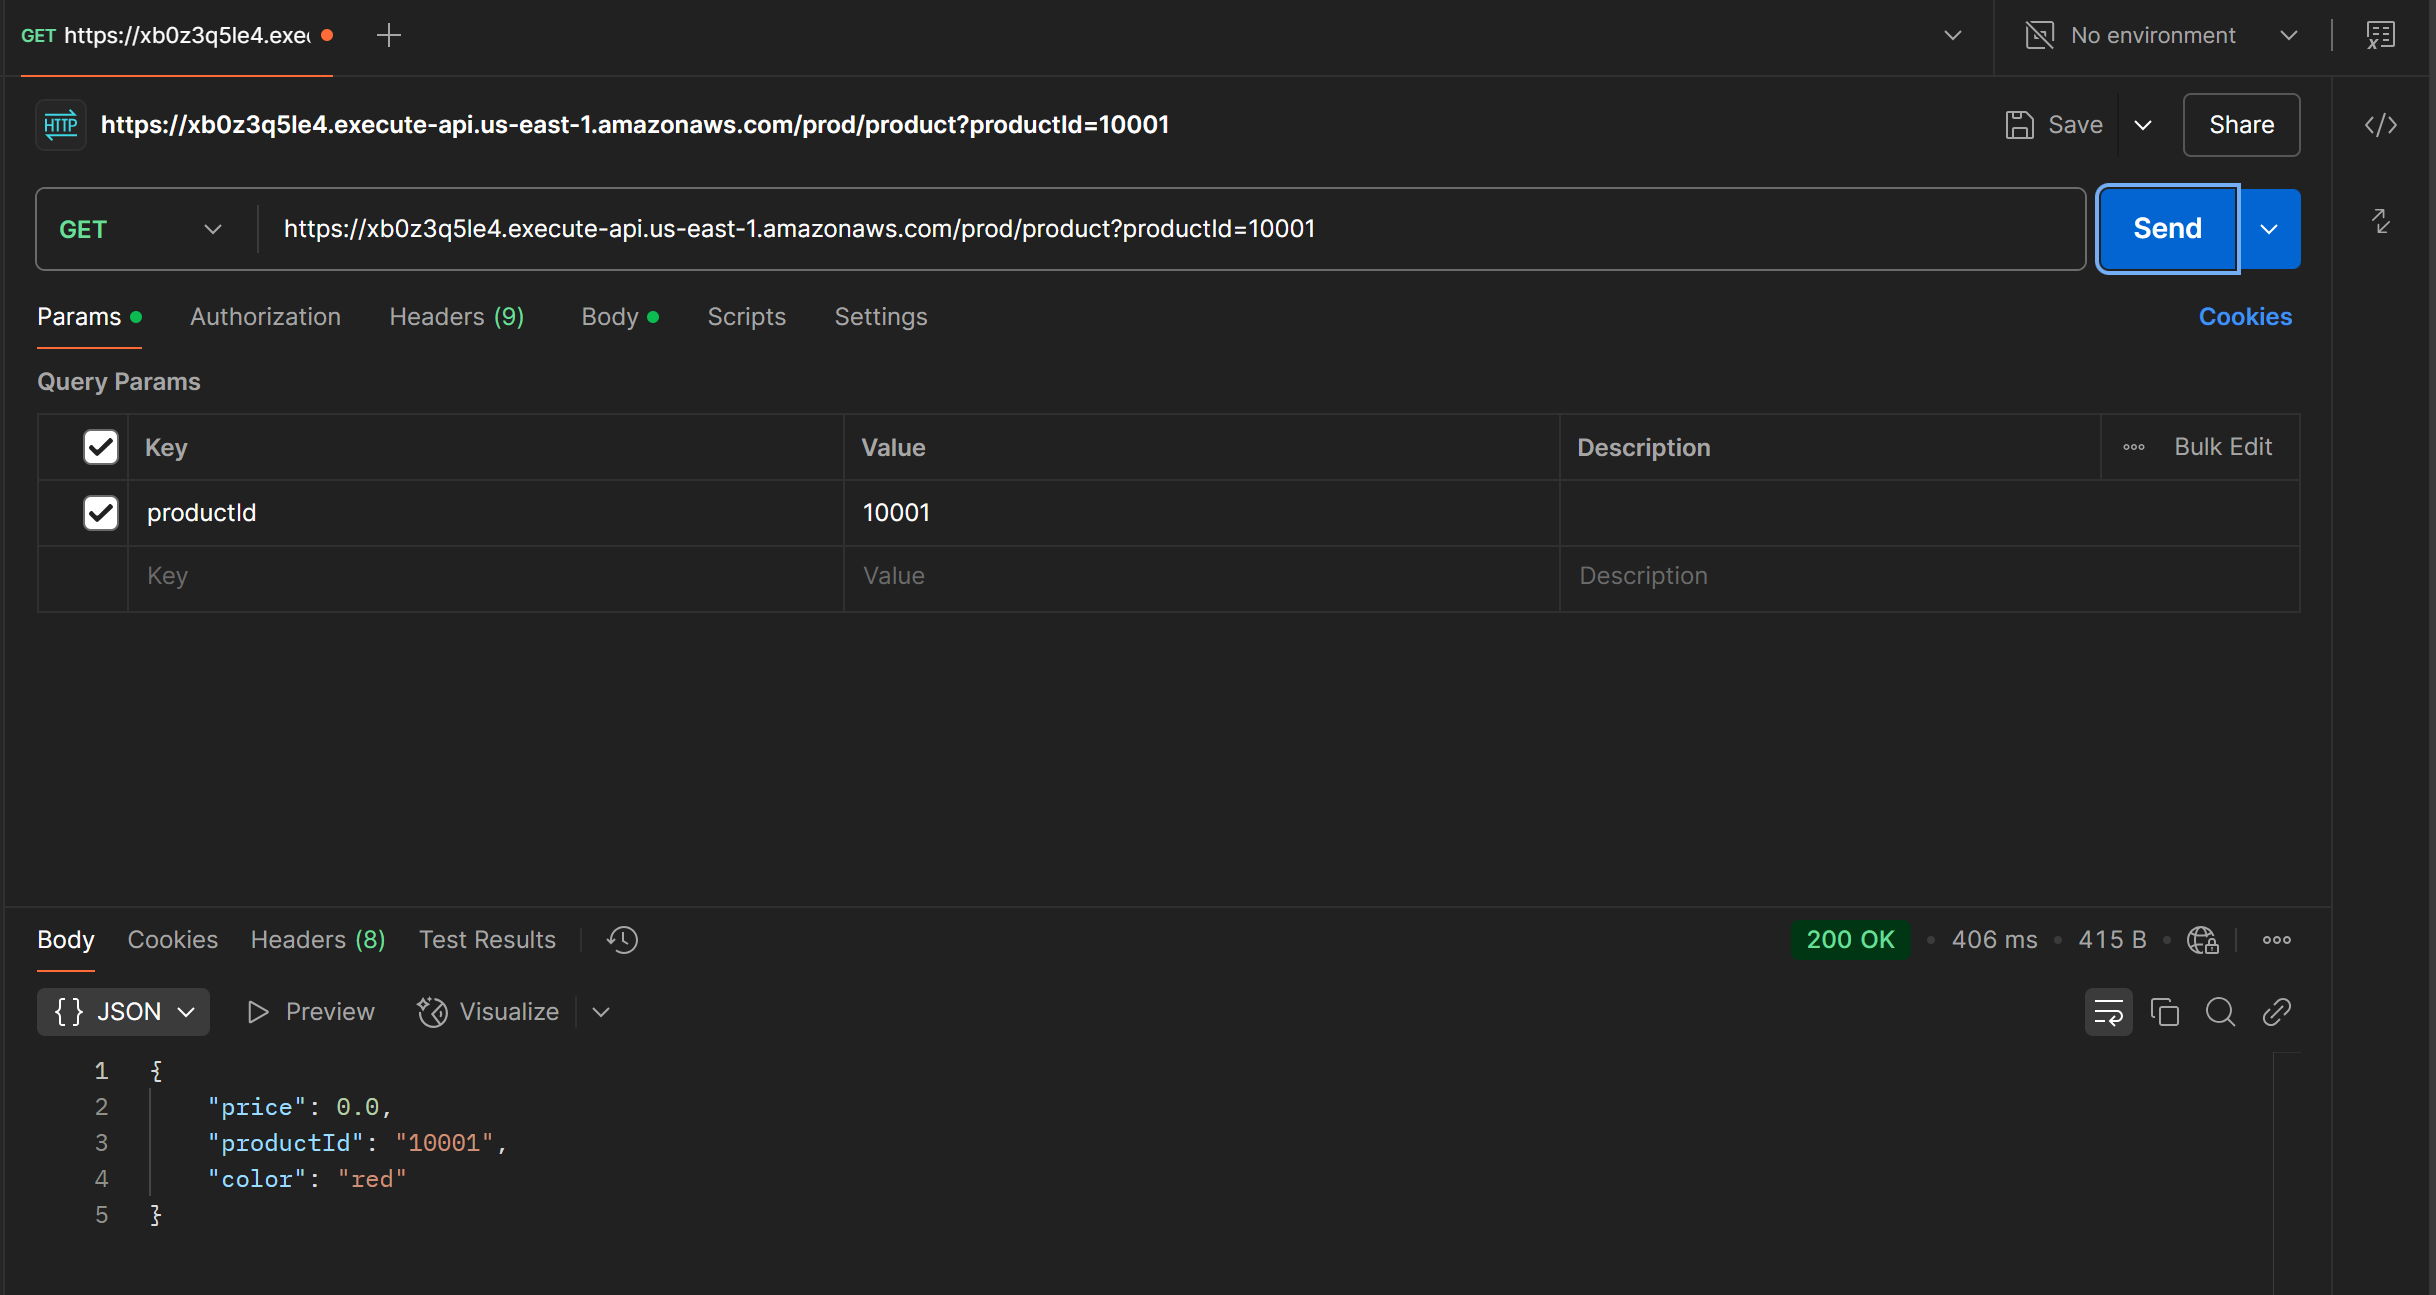 GET https://xb0z3q5le4.exec
No environment
HTTP https://xb0z3q5le4.execute-api.us-east-1.amazonaws.com/prod/product?productId=10001
Save
Share
GET https://xb0z3q5le4.execute-api.us-east-1.amazonaws.com/prod/product?productId=10001
Send
Params Authorization Headers (9) Body Scripts Settings Cookies
Query Params
Key Value Description Bulk Edit
productId 10001
Key Value Description
Body Cookies Headers (8) Test Results 200 OK 406 ms 415 B
{} JSON Preview Visualize
1 {
2 "price": 0.0,
3 "productId": "10001",
4 "color": "red"
5 }